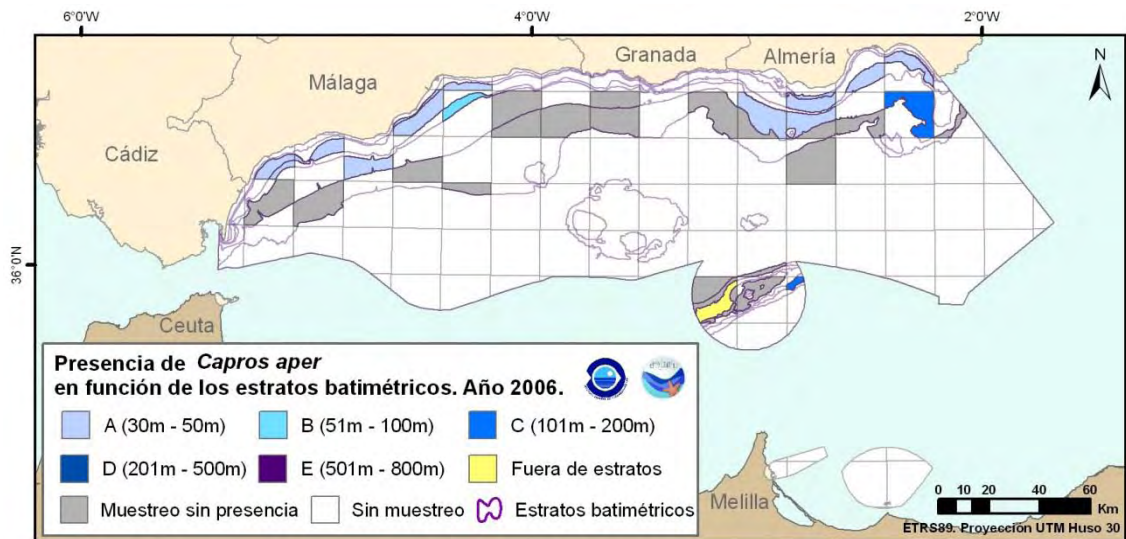 6°0'W 4°0'W 2°0'W
Granada Almería
N
Málaga
Cádiz
36°0'N
Ceuta
Presencia de Capros aper
en función de los estratos batimétricos. Año 2006.
A (30m - 50m) B (51m - 100m) C (101m - 200m)
D (201m - 500m) E (501m - 800m) Fuera de estratos
Muestreo sin presencia Sin muestreo Estratos batimétricos
Melilla
0 10 20 40 60
Km
ETRS89. Proyección UTM Huso 30